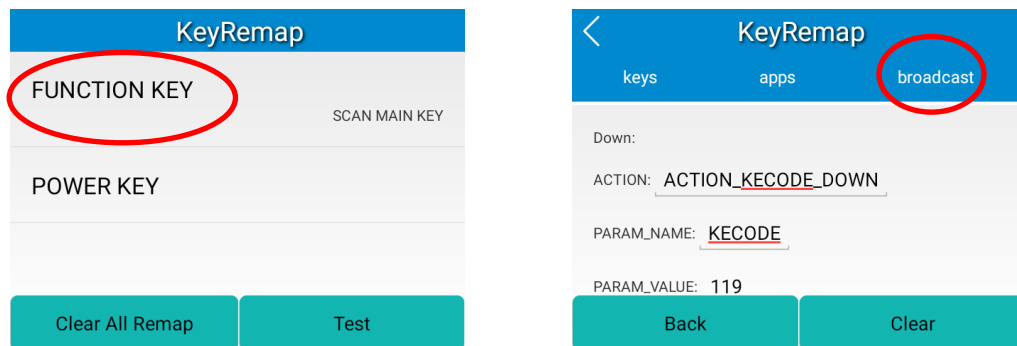 KeyRemap
FUNCTION KEY
SCAN MAIN KEY
POWER KEY
Clear All Remap Test
KeyRemap
keys apps broadcast
Down:
ACTION: ACTION_KECODE_DOWN
PARAM_NAME: KECODE
PARAM_VALUE: 119
Back Clear